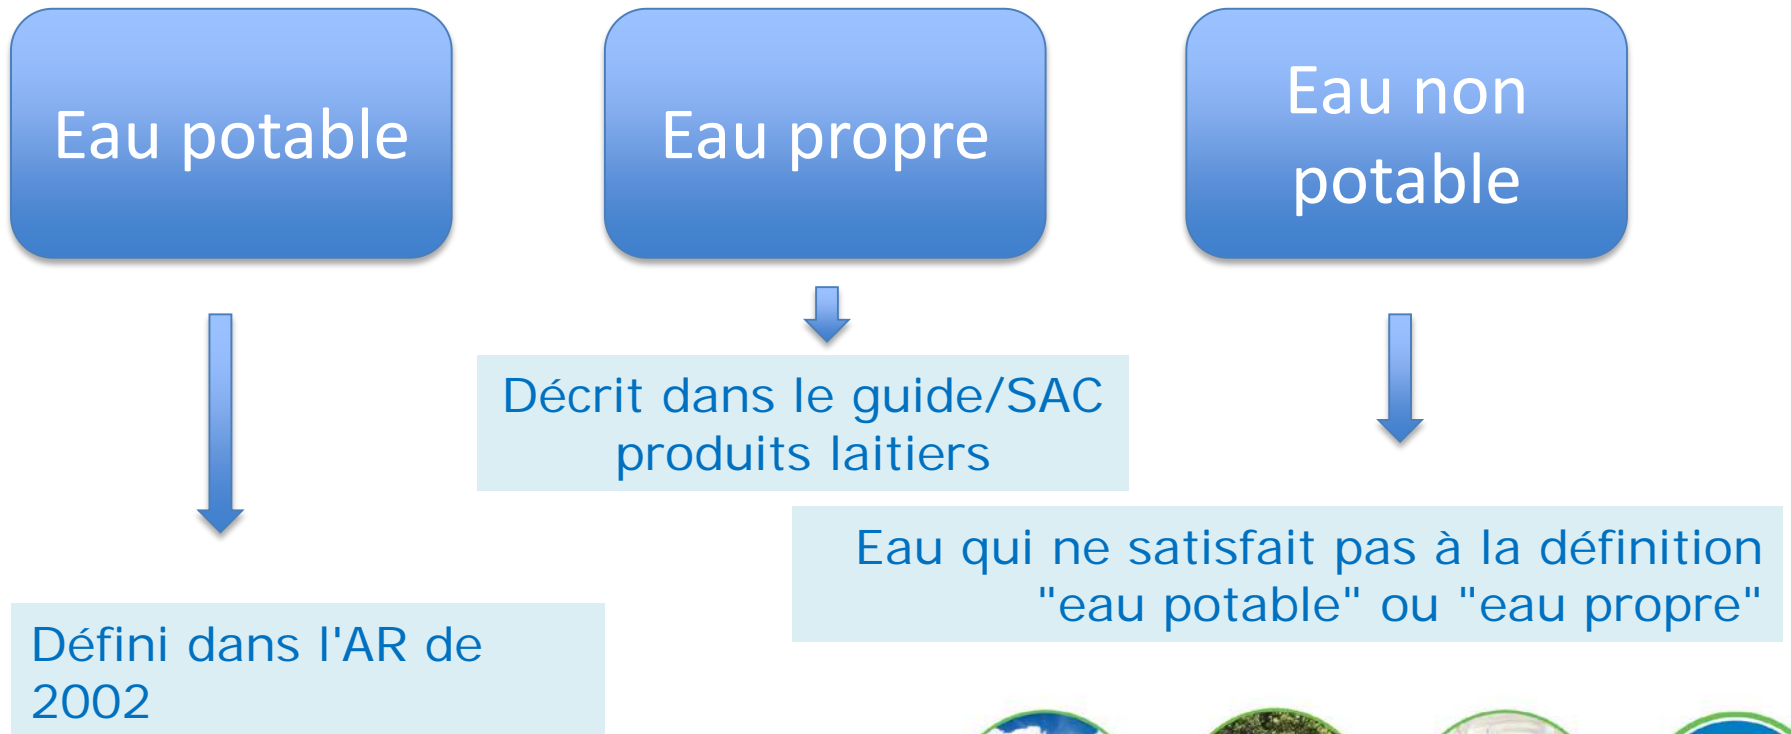 Eau potable
Eau propre
Eau non
potable
Décrit dans le guide/SAC
produits laitiers
Eau qui ne satisfait pas à la définition
"eau potable" ou "eau propre"
Défini dans l'AR de
2002